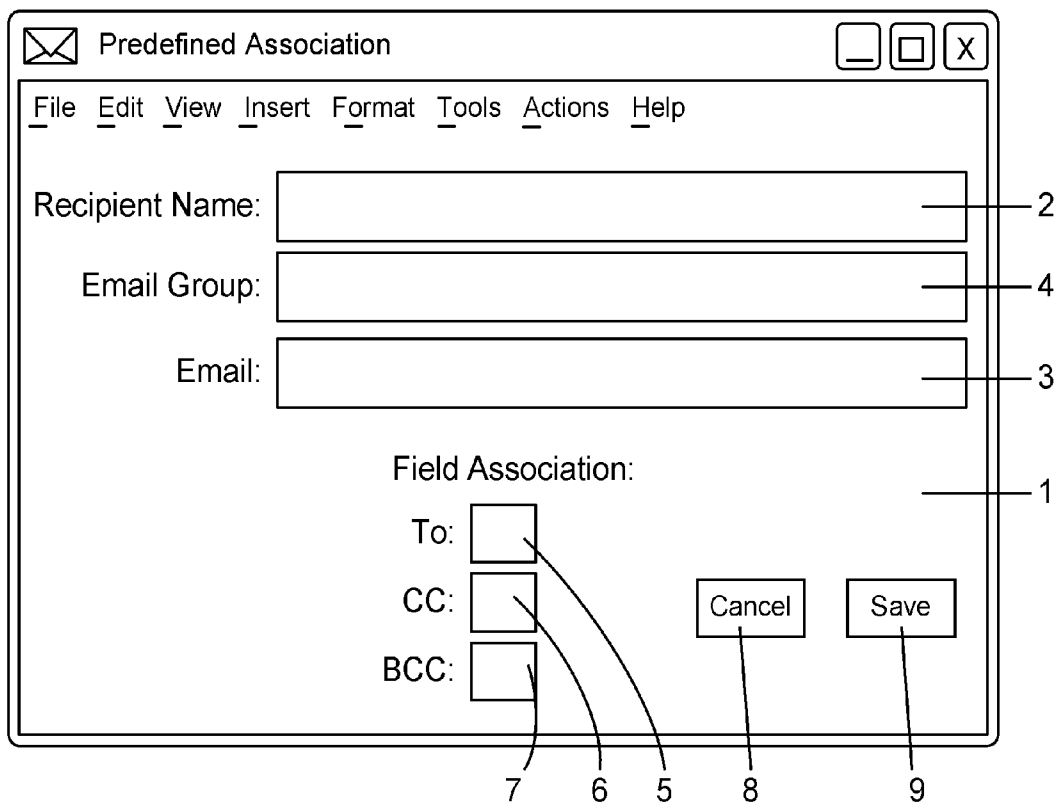 Predefined Association X
File Edit View Insert Format Tools Actions Help
Recipient Name: 2
Email Group: 4
Email: 3
Field Association:
1
To:
CC: Cancel Save
BCC:
7 6 5 8 9